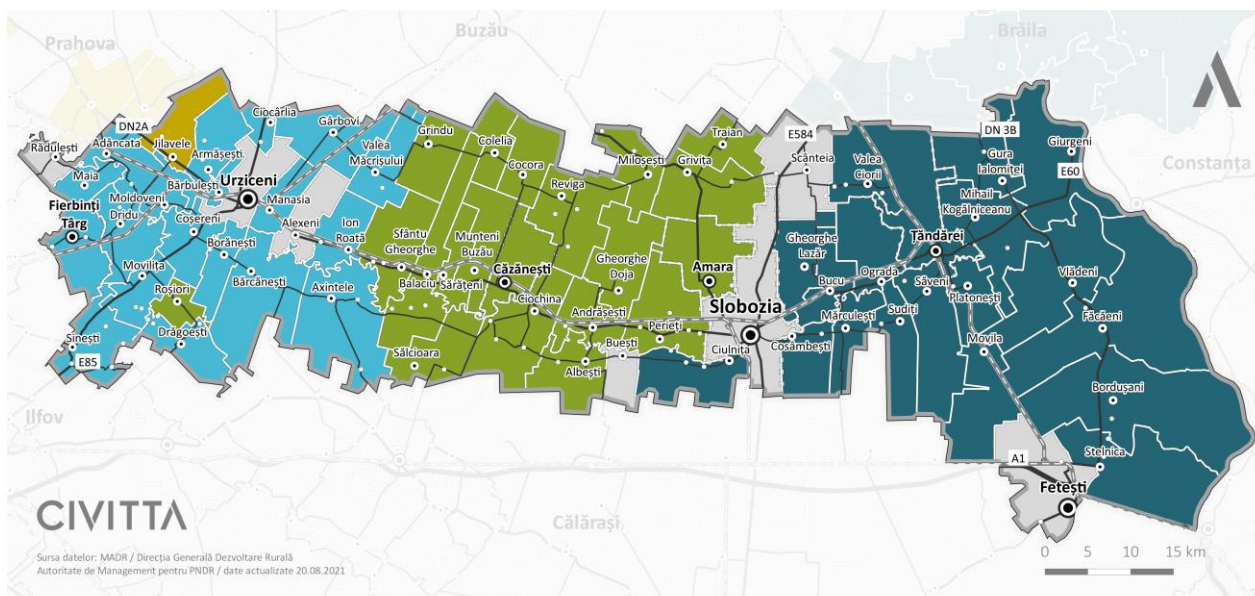 Prahova
Buzău
Brăila
DN2A
Ciocârlia
Gârbovi
Grindu
Colelia
Traian
E584
DN 3B
Giurgeni
Rădulești
Adâncata
Jilavele
Armășești
Valea
Măcrișului
Cocora
Miloșești
Grivița
Scânteia
Valea
Ciorii
Gura
Ialomiței
Constanța
E60
Maia
Bărbulești
Urziceni
Moldoveni
Manasia
Reviga
Mihail
Kogălniceanu
Fierbinți
Târg
Dridu
Coșereni
Alexeni
Ion
Roată
Sfântu
Gheorghe
Munteni
Buzău
Gheorghe
Doja
Gheorghe
Lazăr
Țăndărei
Borănești
Movilița
Bărcănești
Axintele
Balaciu
Sărățeni
Căzănești
Amara
Bucu
Ograda
Săveni
Platonești
Vlădeni
Roșiori
Ciochina
Andrășești
Slobozia
Mărculești
Sudiți
Făcăeni
Sinești
Drăgoești
Perieți
E85
Sălcioara
Albești
Buești
Ciulnița
Cosâmbești
Movila
Bordușani
Ilfov
A1
Stelnica
Fetești
Călărași
CIVITTA
Sursa datelor: MADR / Direcția Generală Dezvoltare Rurală
Autoritate de Management pentru PNDR / date actualizate 20.08.2021
0 5 10 15 km